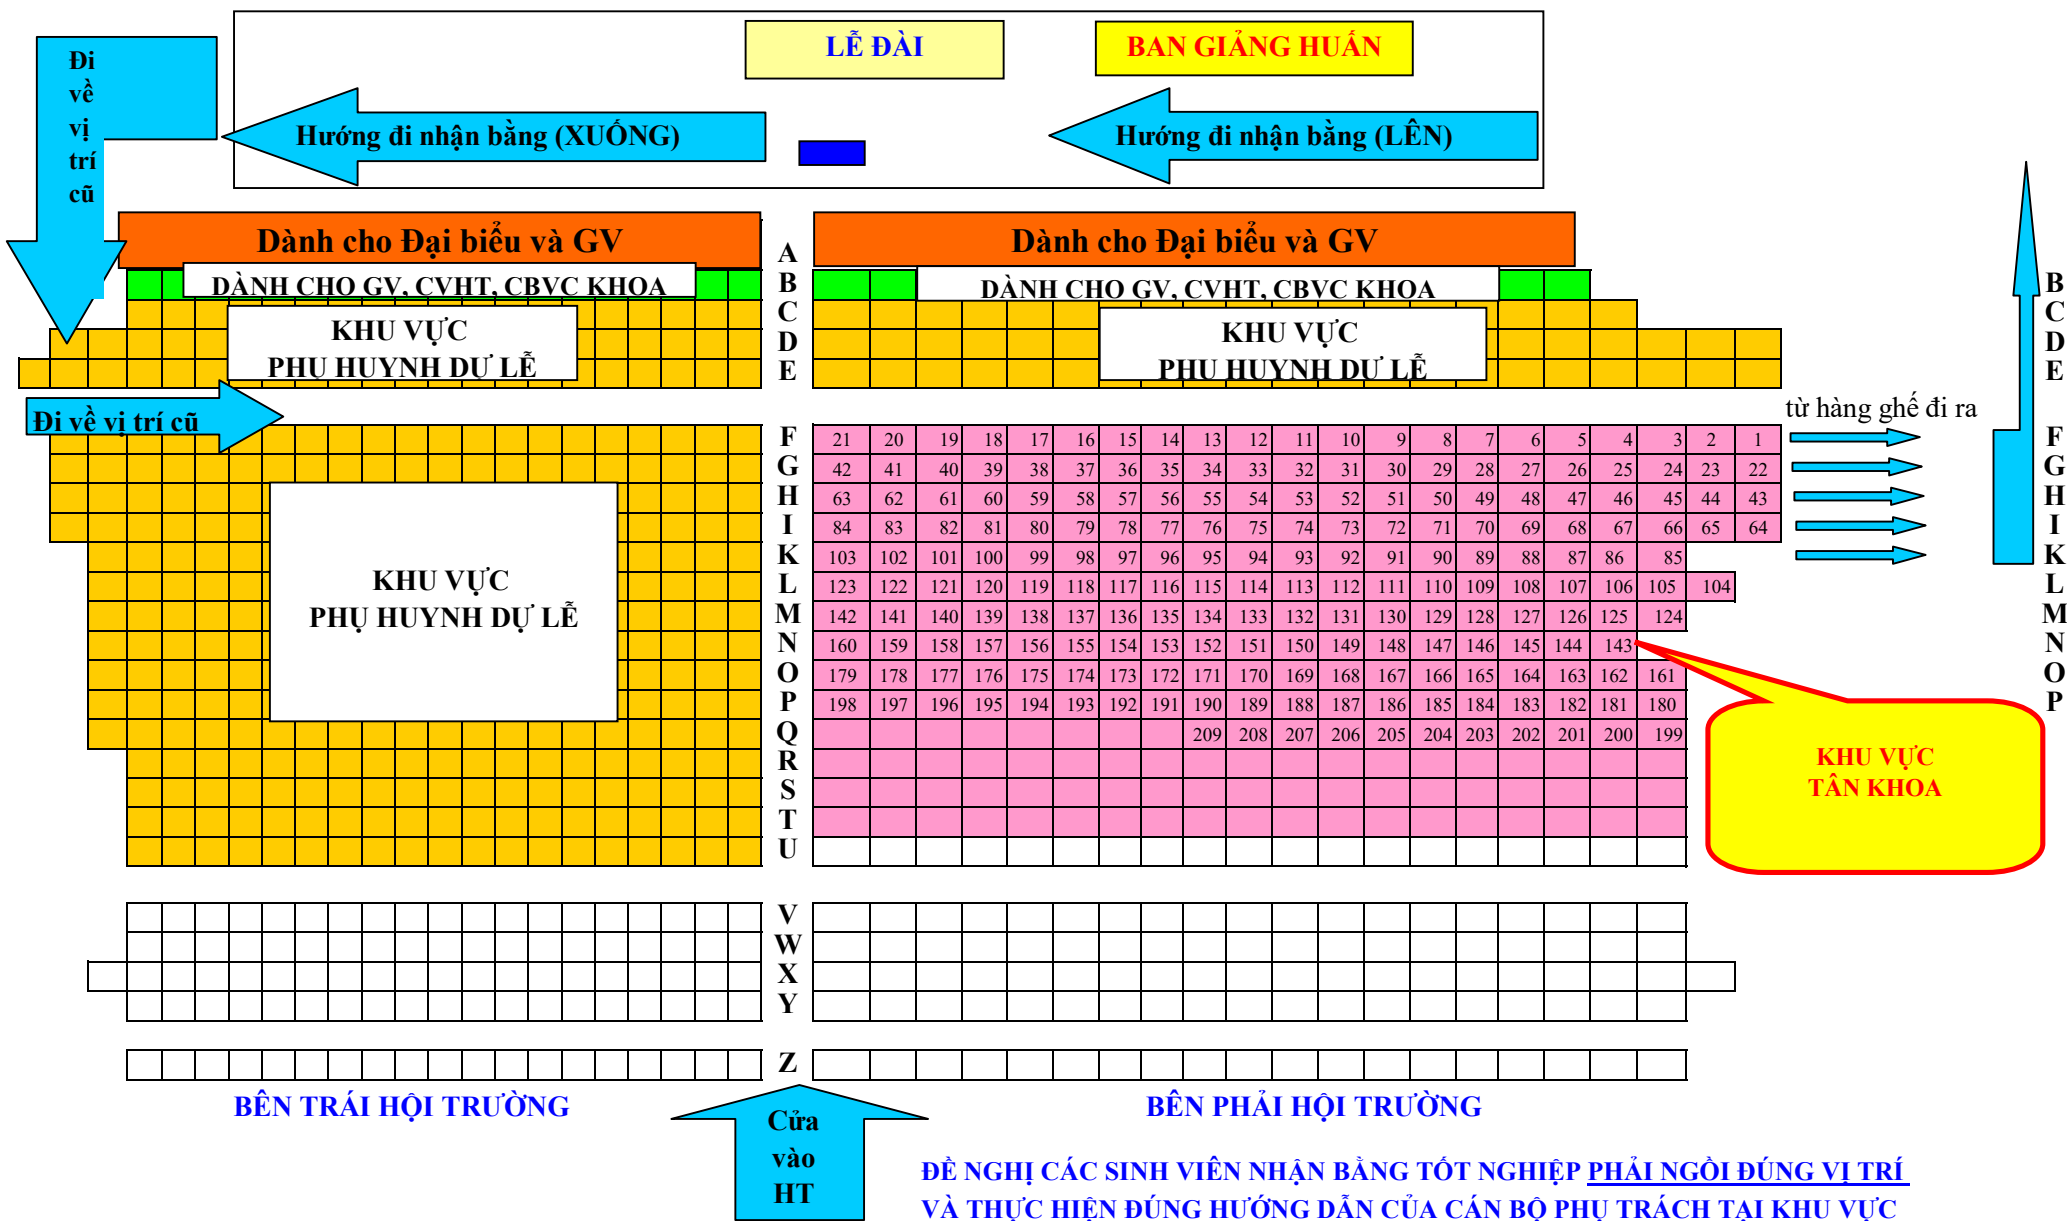 LỄ ĐÀI
BAN GIẢNG HUẤN
Đi
về
vị
trí
cũ
Hướng đi nhận bằng (XUỐNG)
Hướng đi nhận bằng (LÊN)
Dành cho Đại biểu và GV
Dành cho Đại biểu và GV
A
DÀNH CHO GV, CVHT, CBVC KHOA
B
DÀNH CHO GV, CVHT, CBVC KHOA
B
C
C
KHU VỰC
PHỤ HUYNH DỰ LỄ
D
KHU VỰC
PHỤ HUYNH DỰ LỄ
D
E
E
Đi về vị trí cũ
từ hàng ghế đi ra
F 21 20 19 18 17 16 15 14 13 12 11 10 9 8 7 6 5 4 3 2 1 F
G 42 41 40 39 38 37 36 35 34 33 32 31 30 29 28 27 26 25 24 23 22 G
H 63 62 61 60 59 58 57 56 55 54 53 52 51 50 49 48 47 46 45 44 43 H
I 84 83 82 81 80 79 78 77 76 75 74 73 72 71 70 69 68 67 66 65 64 I
K 103 102 101 100 99 98 97 96 95 94 93 92 91 90 89 88 87 86 85 K
L 123 122 121 120 119 118 117 116 115 114 113 112 111 110 109 108 107 106 105 104 L
M 142 141 140 139 138 137 136 135 134 133 132 131 130 129 128 127 126 125 124 M
N 160 159 158 157 156 155 154 153 152 151 150 149 148 147 146 145 144 143 N
O 179 178 177 176 175 174 173 172 171 170 169 168 167 166 165 164 163 162 161 O
P 198 197 196 195 194 193 192 191 190 189 188 187 186 185 184 183 182 181 180 P
Q 209 208 207 206 205 204 203 202 201 200 199
KHU VỰC
PHỤ HUYNH DỰ LỄ
R
S
T
U
KHU VỰC
TÂN KHOA
V
W
X
Y
Z
BÊN TRÁI HỘI TRƯỜNG
BÊN PHẢI HỘI TRƯỜNG
Cửa
vào
HT
ĐỀ NGHỊ CÁC SINH VIÊN NHẬN BẰNG TỐT NGHIỆP PHẢI NGỒI ĐÚNG VỊ TRÍ
VÀ THỰC HIỆN ĐÚNG HƯỚNG DẪN CỦA CÁN BỘ PHỤ TRÁCH TẠI KHU VỰC